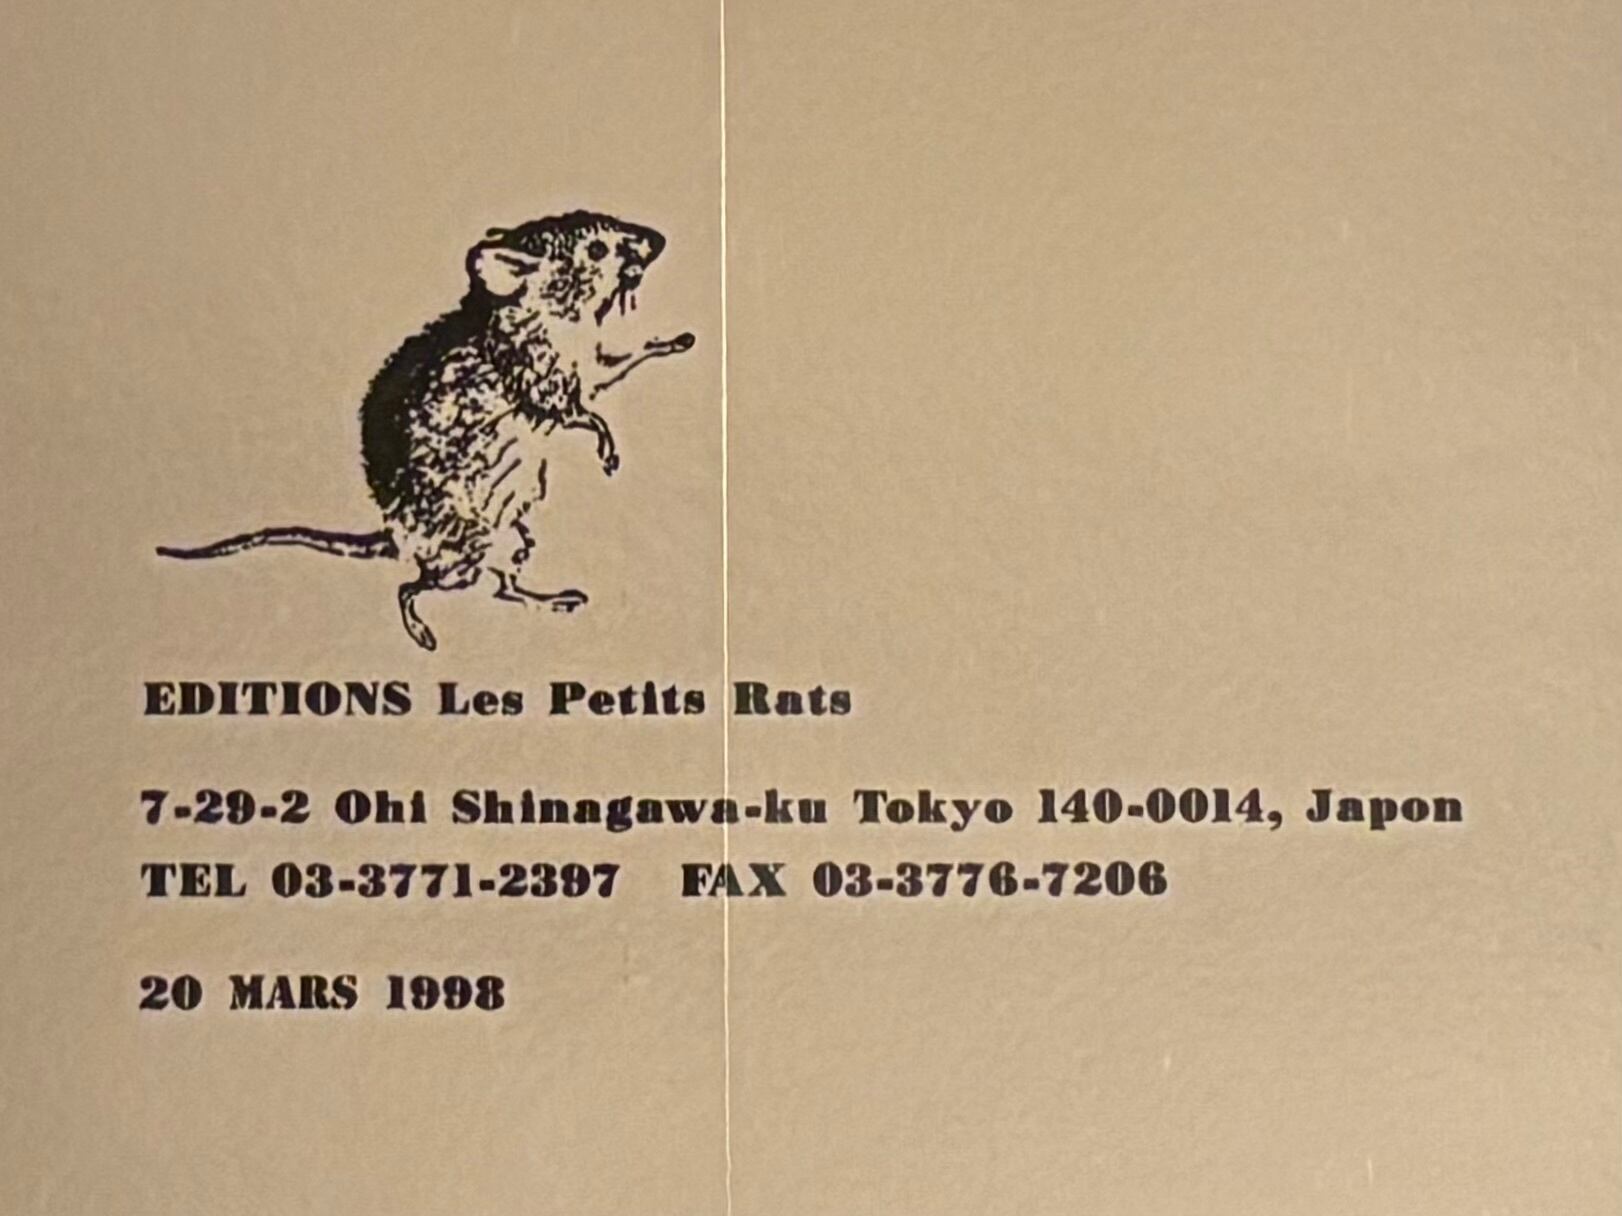 EDITIONS Les Petits Rats
7-29-2 Ohi Shinagawa-ku Tokyo 140-0014, Japon
TEL 03-3771-2397 FAX 03-3776-7206
20 MARS 1998